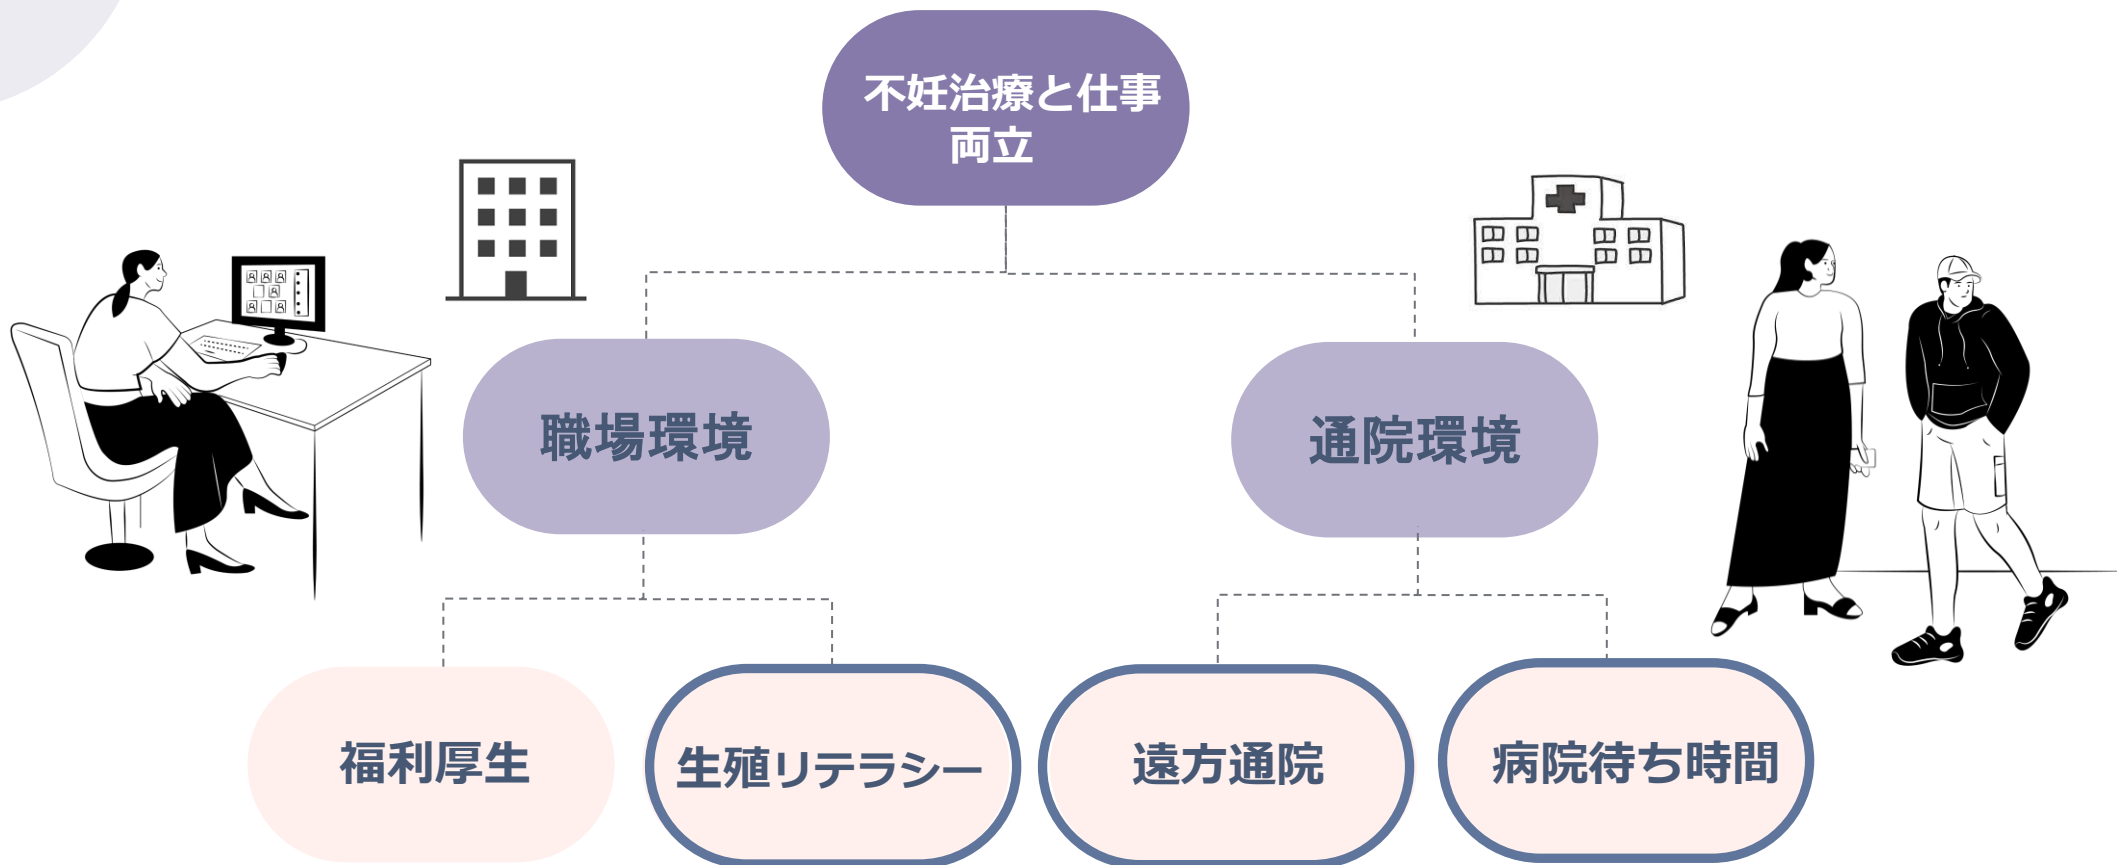 不妊治療と仕事
両立
職場環境
通院環境
福利厚生
生殖リテラシー
遠方通院
病院待ち時間